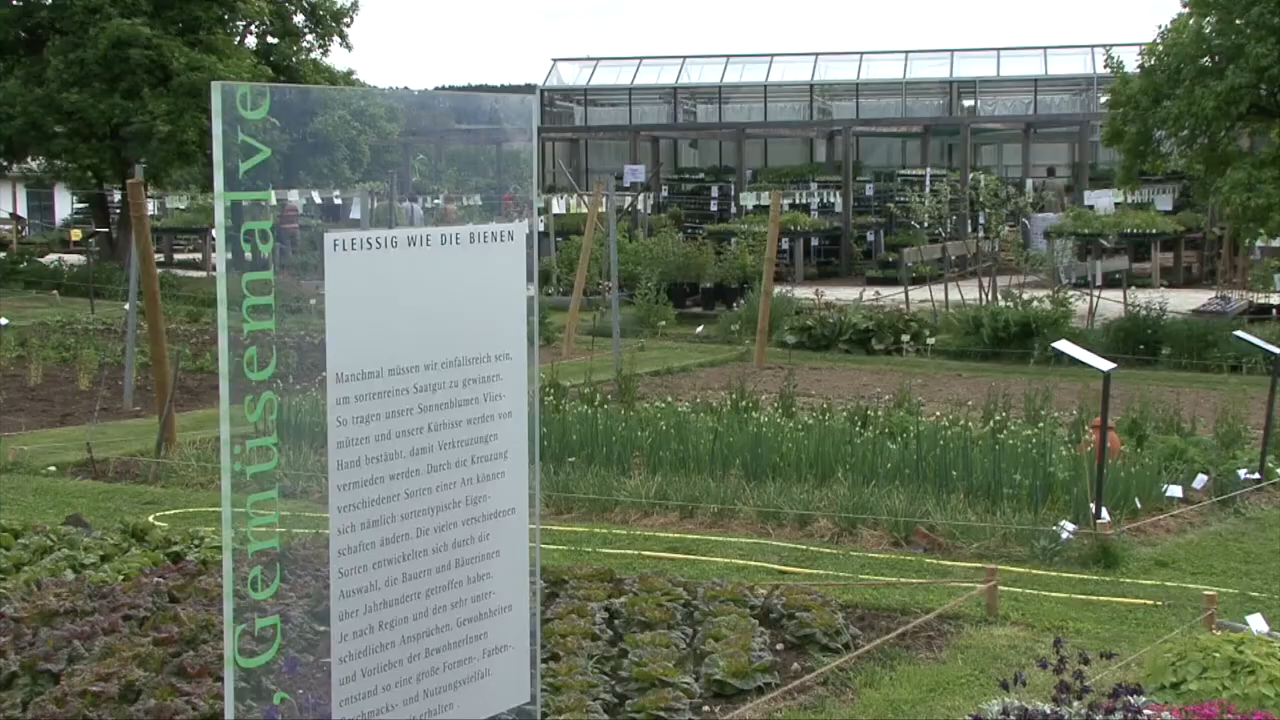 , Gemüsemalve
FLEISSIG WIE DIE BIENEN
Manchmal müssen wir einfallsreich sein,
um sortenreines Saatgut zu gewinnen.
So tragen unsere Sonnenblumen Vlies-
mützen und unsere Kürbisse werden von
Hand bestäubt, damit Verkreuzungen
vermieden werden. Durch die Kreuzung
verschiedener Sorten einer Art können
sich nämlich sortentypische Eigen-
schaften ändern. Die vielen verschiedenen
Sorten entwickelten sich durch die
Auswahl, die Bauern und Bäuerinnen
über Jahrhunderte getroffen haben.
Je nach Region und den sehr unter-
schiedlichen Ansprüchen, Gewohnheiten
und Vorlieben der BewohnerInnen
entstand so eine große Formen-, Farben-,
Geschmacks- und Nutzungsvielfalt.
wir erhalten .